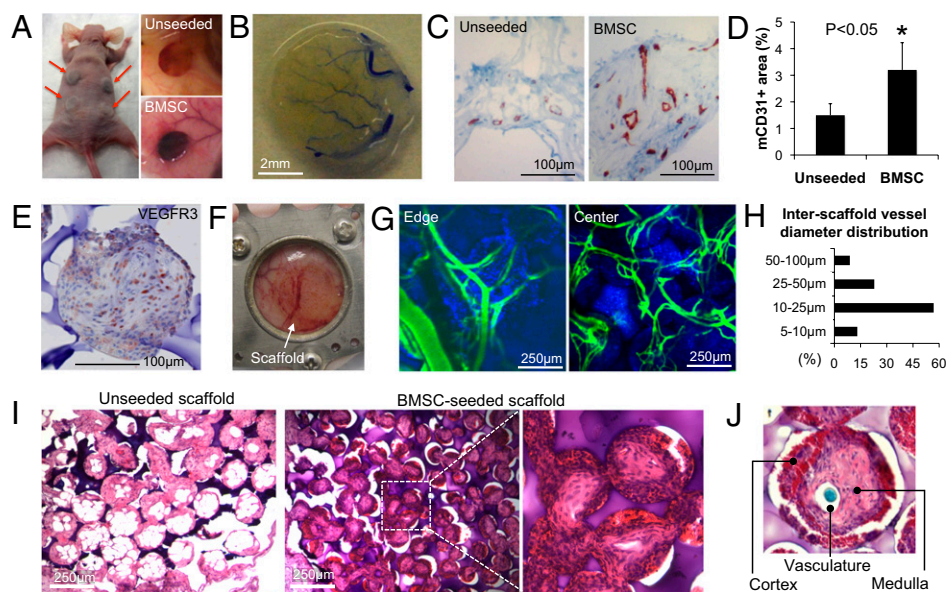 A
Unseeded
BMSC
B
2mm
C
Unseeded
BMSC
100µm
100µm
D
P<0.05
*
mCD31+ area (%)
5
4
3
2
1
0
Unseeded
BMSC
E
VEGFR3
100µm
F
Scaffold
G
Edge
Center
250µm
250µm
H
Inter-scaffold vessel
diameter distribution
50-100µm
25-50µm
10-25µm
5-10µm
(%)
0 15 30 45 60
I
Unseeded scaffold
BMSC-seeded scaffold
250µm
250µm
J
Vasculature
Cortex
Medulla